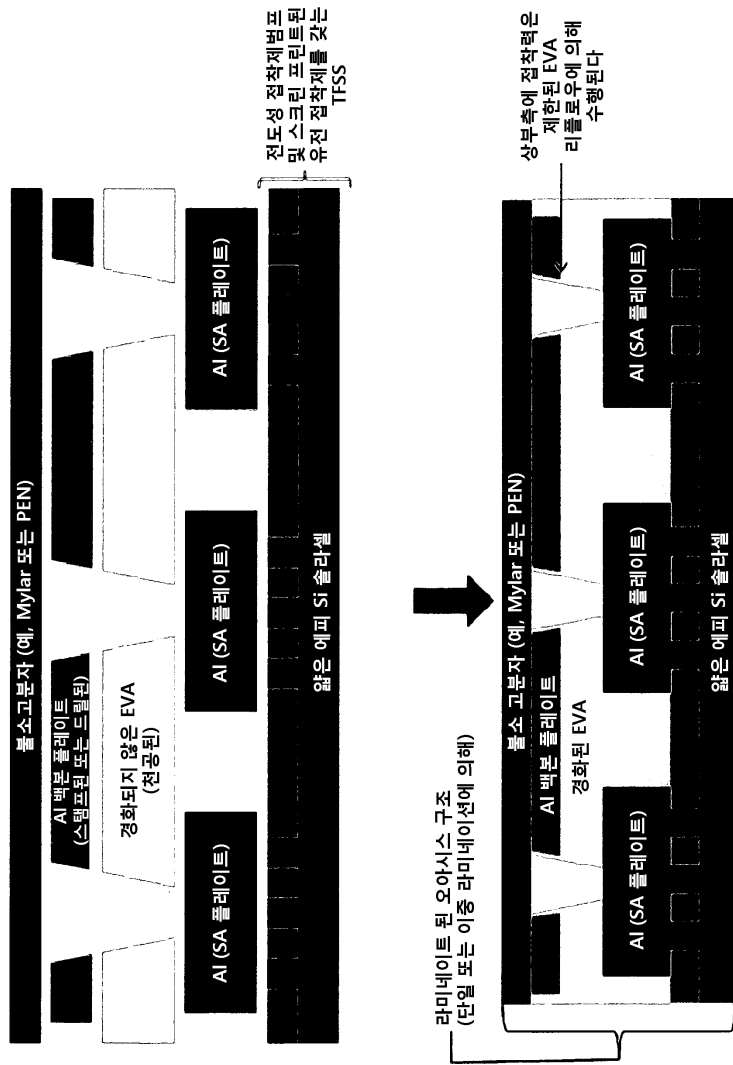 불소고분자 (예, Mylar 또는 PEN)
Al 백본 플레이트
(스탬프된 또는 드릴된)
경화되지 않은 EVA
(천공된)
Al (SA 플레이트)
Al (SA 플레이트)
Al (SA 플레이트)
얇은 에피 Si 솔라셀
전도성 접착제범프
및 스크린 프린트된
유전 접착제를 갖는
TFSS
라미네이트 된 오아시스 구조
(단일 또는 이중 라미네이션에 의해)
불소 고분자 (예, Mylar 또는 PEN)
Al 백본 플레이트
경화된 EVA
Al (SA 플레이트)
Al (SA 플레이트)
Al (SA 플레이트)
얇은 에피 Si 솔라셀
상부측에 접착력은
제한된 EVA
리플로우에 의해
수행된다